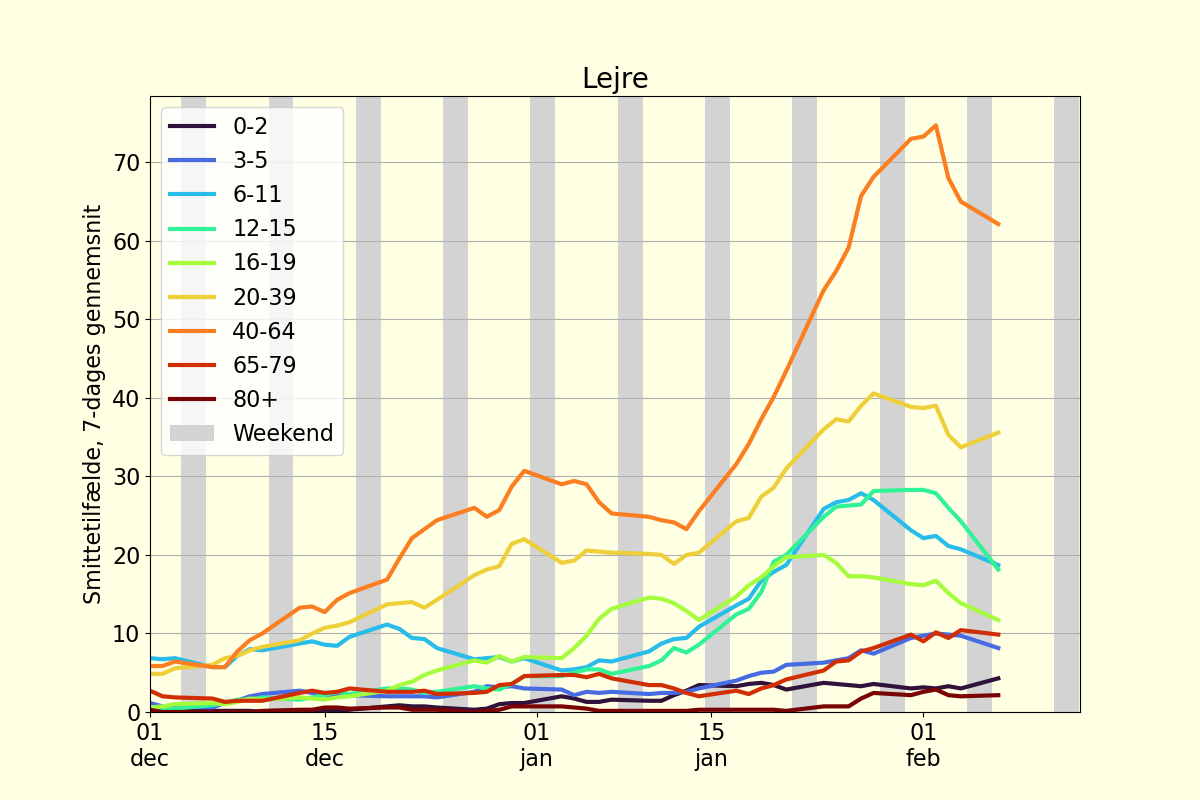 Lejre
Smittetilfælde, 7-dages gennemsnit
70
60
50
40
30
20
10
0
0-2
3-5
6-11
12-15
16-19
20-39
40-64
65-79
80+
Weekend
01
dec
15
dec
01
jan
15
jan
01
feb